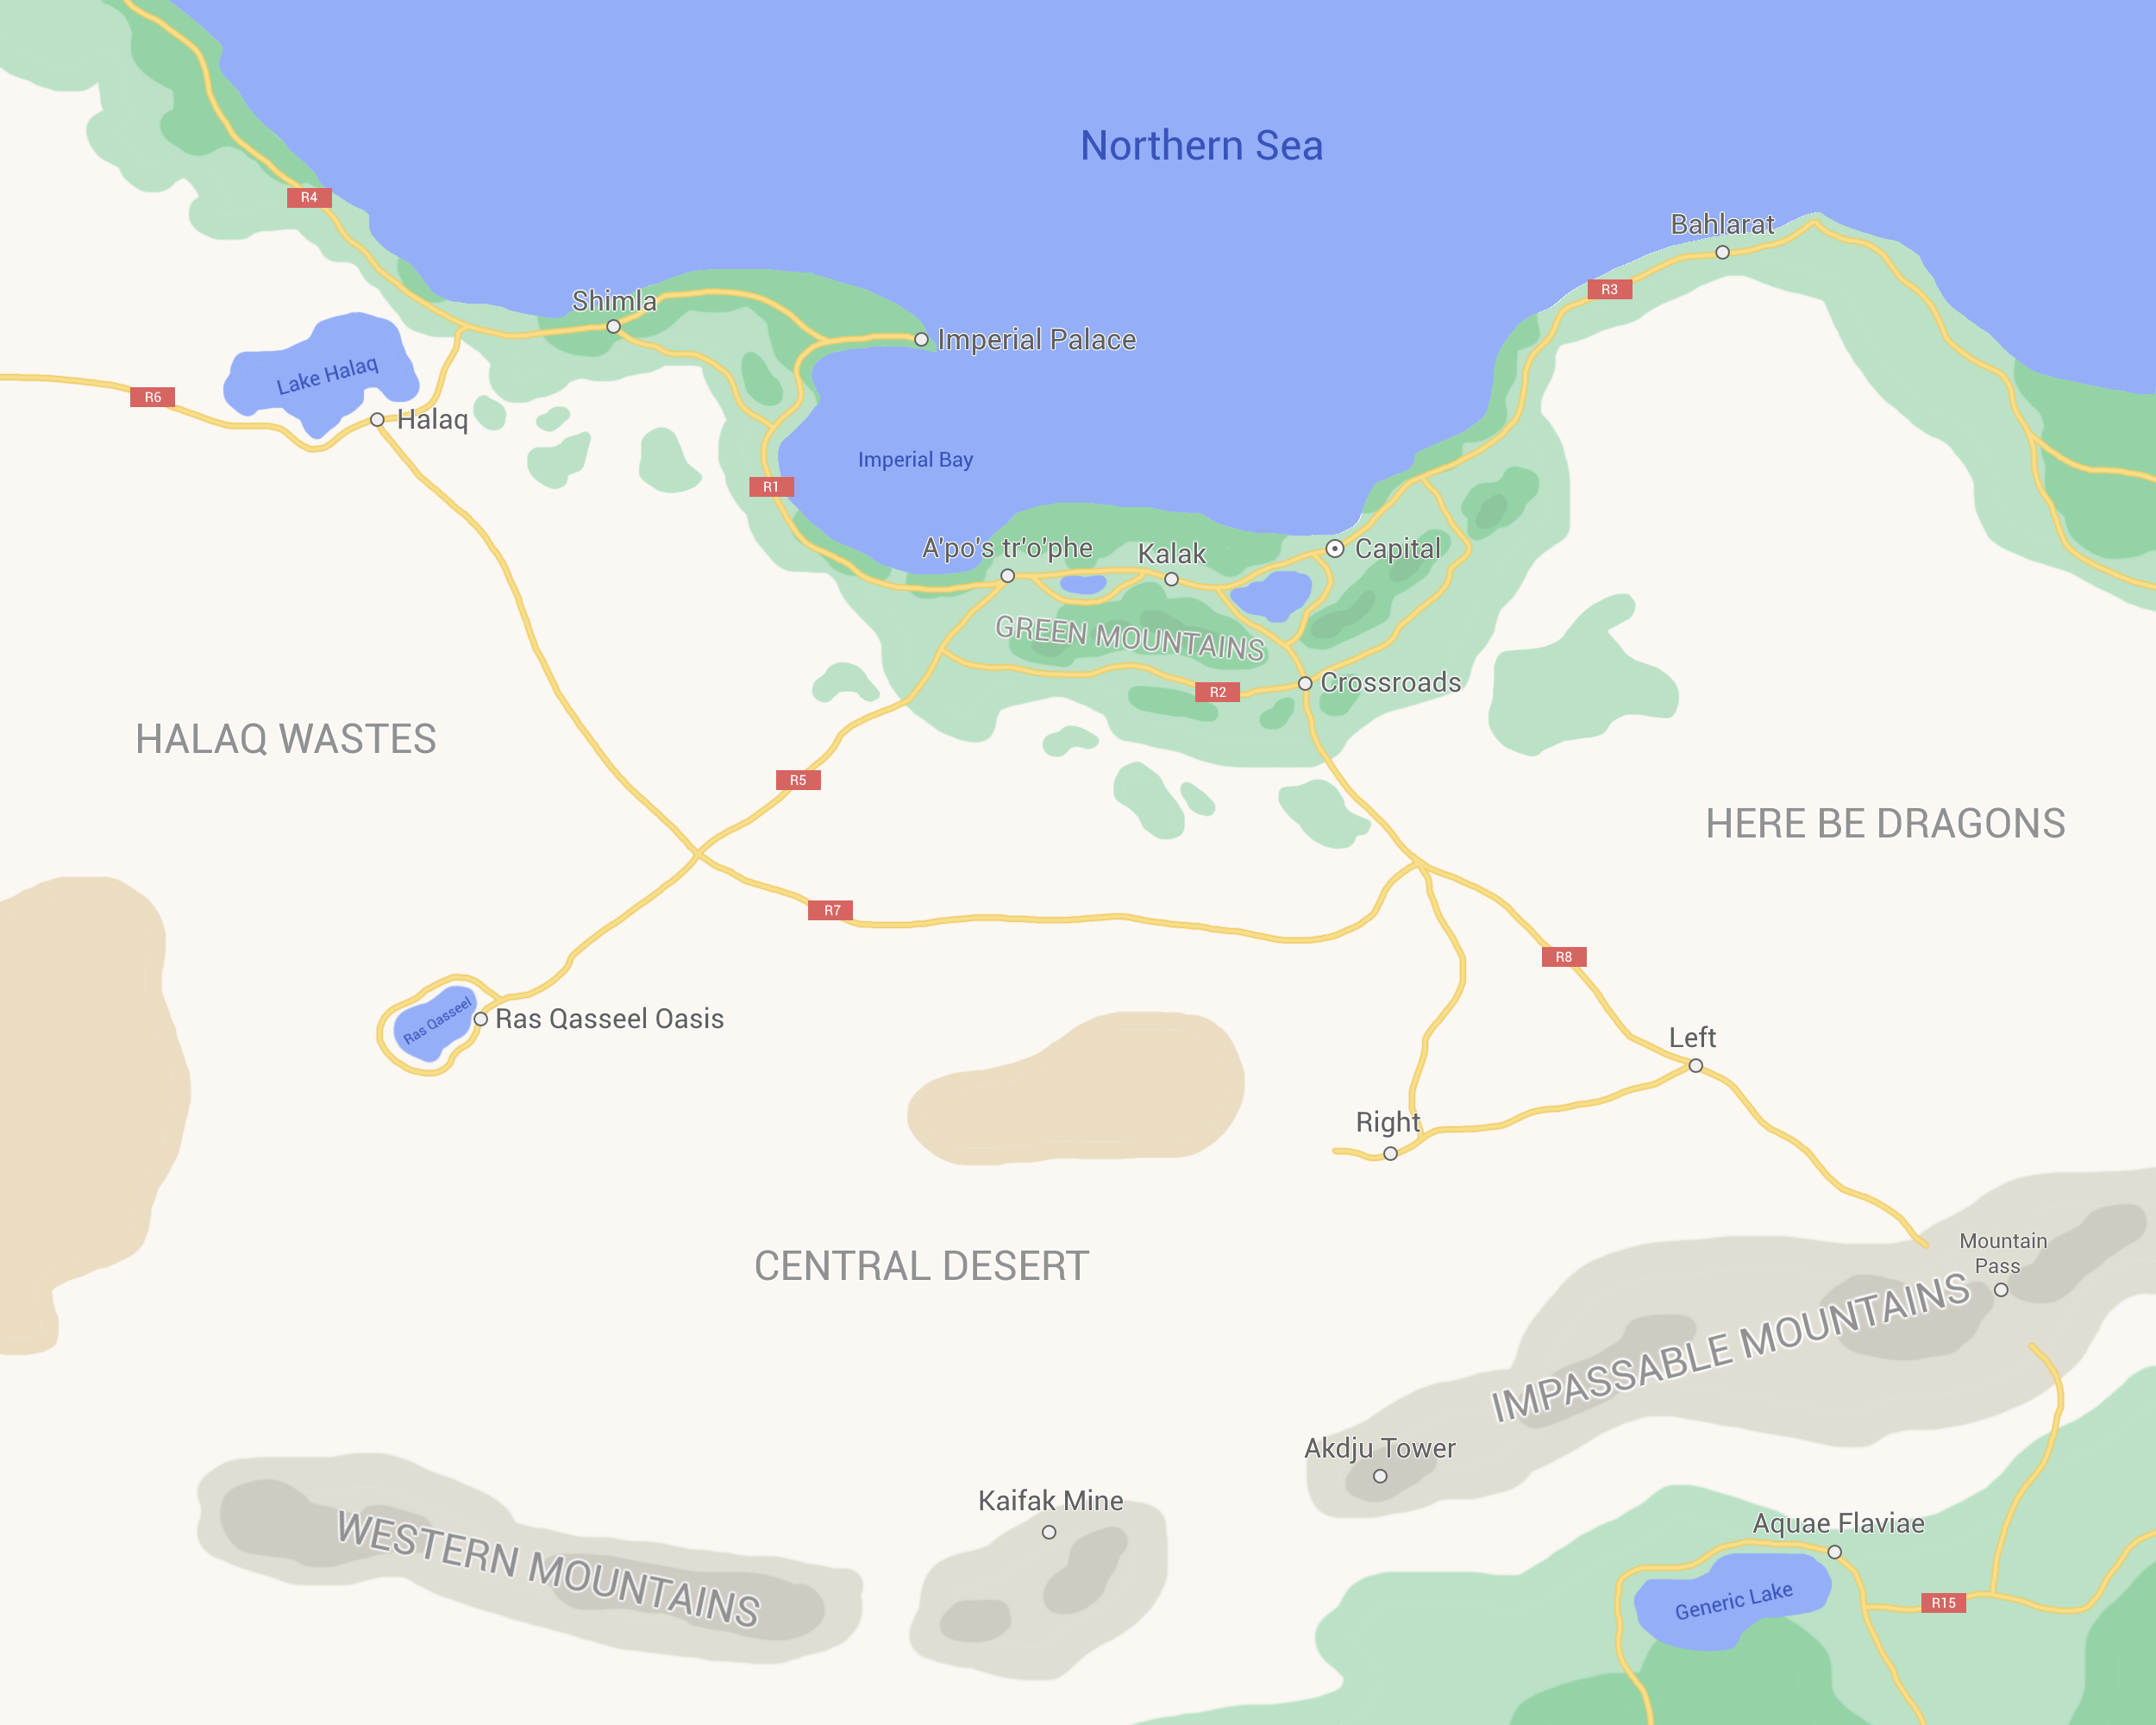 Northern Sea
Bahlarat
R4
R3
Shimla
Imperial Palace
Lake Halaq
R6
Halaq
Imperial Bay
R1
A'po's tr'o'phe
Kalak
Capital
GREEN MOUNTAINS
R2
Crossroads
HALAQ WASTES
R5
HERE BE DRAGONS
R7
R8
Ras Qasseel
Ras Qasseel Oasis
Left
Right
CENTRAL DESERT
Mountain
Pass
IMPASSABLE MOUNTAINS
Akdju Tower
Kaifak Mine
WESTERN MOUNTAINS
Aquae Flaviae
Generic Lake
R15